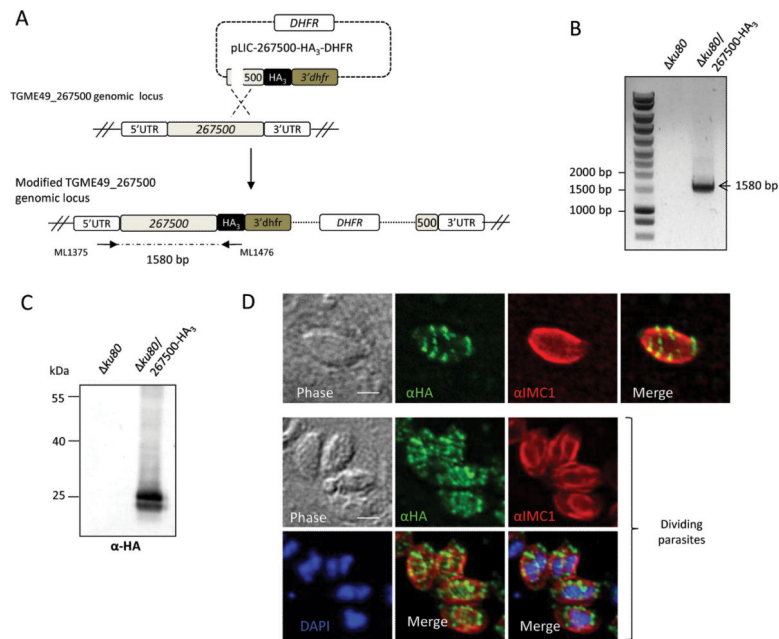 A
DHFR
pLIC-267500-HA3-DHFR
500 HA3 3'dhfr
TGME49_267500 genomic locus
5'UTR 267500 3'UTR
Modified TGME49_267500
genomic locus
5'UTR 267500 HA3 3'dhfr DHFR 500 3'UTR
ML1375 1580 bp ML1476
B
Δku80
Δku80/
267500-HA3
2000 bp
1500 bp
1000 bp
1580 bp
C
Δku80
Δku80/
267500-HA3
kDa
55
40
25
α-HA
D
Phase αHA αIMC1 Merge
Phase αHA αIMC1
DAPI Merge Merge
Dividing
parasites